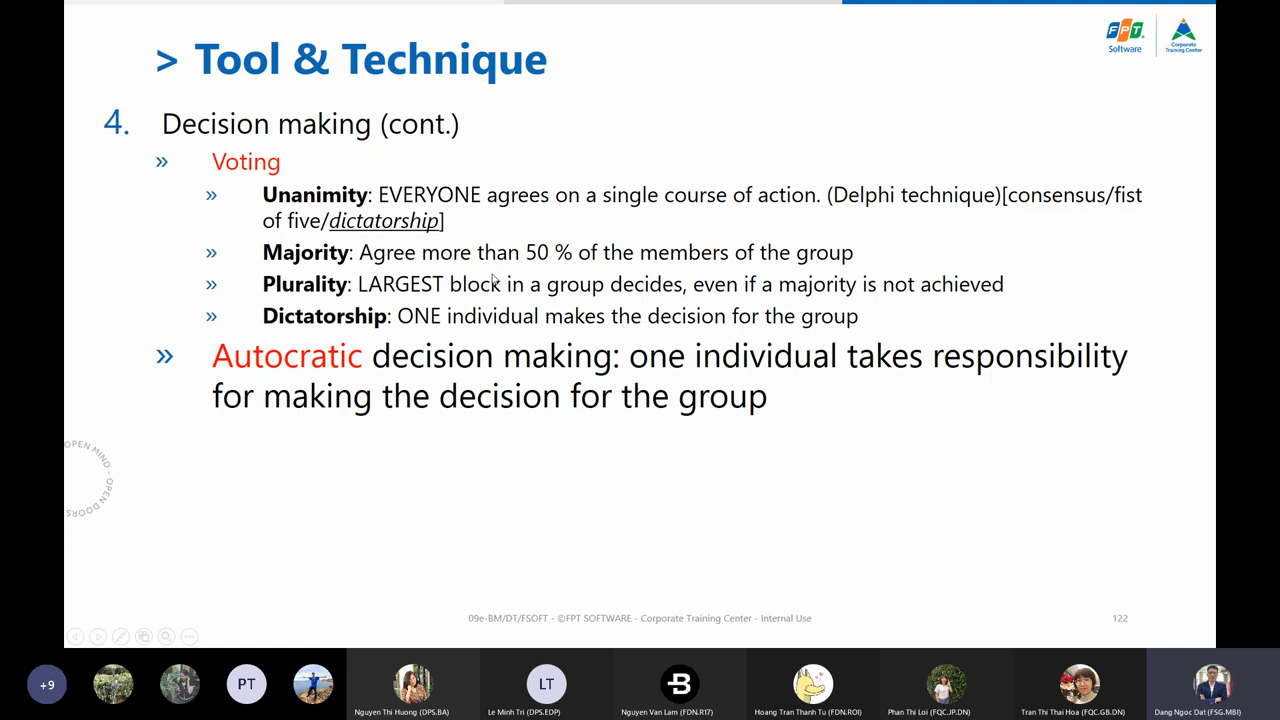 > Tool & Technique
FPT
Software
Corporate
Training Center
4. Decision making (cont.)
» Voting
» Unanimity: EVERYONE agrees on a single course of action. (Delphi technique)[consensus/fist
of five/dictatorship]
» Majority: Agree more than 50 % of the members of the group
» Plurality: LARGEST block in a group decides, even if a majority is not achieved
» Dictatorship: ONE individual makes the decision for the group
» Autocratic decision making: one individual takes responsibility
for making the decision for the group
OPEN MIND - OPEN DOORS
09e-BM/DT/FSOFT - ©FPT SOFTWARE - Corporate Training Center - Internal Use
122
+9
PT
LT
B
Nguyen Thi Huong (DPS.BA)
Le Minh Tri (DPS.EDP)
Nguyen Van Lam (FDN.R17)
Hoang Tran Thanh Tu (FDN.ROI)
Phan Thi Loi (FQC.JP.DN)
Tran Thi Thai Hoa (FQC.GB.DN)
Dang Ngoc Dat (FSG.MBI)